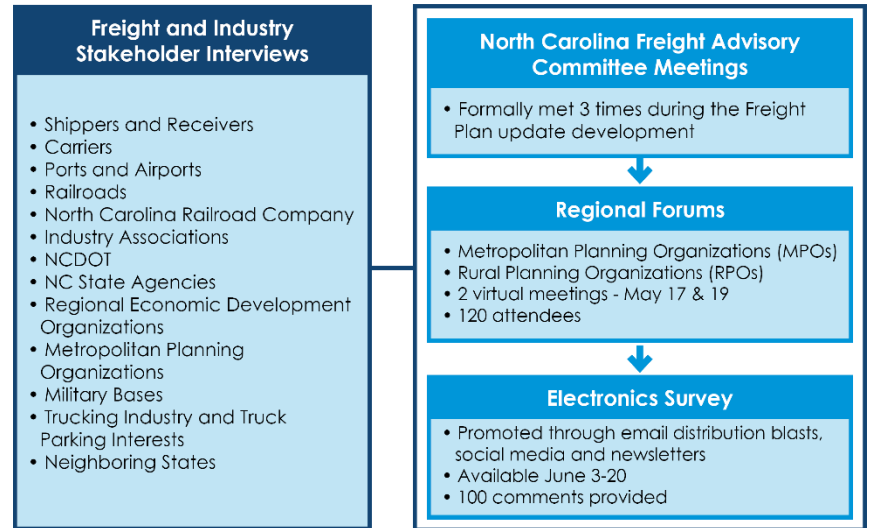 Freight and Industry
Stakeholder Interviews
• Shippers and Receivers
• Carriers
• Ports and Airports
• Railroads
• North Carolina Railroad Company
• Industry Associations
• NCDOT
• NC State Agencies
• Regional Economic Development
Organizations
• Metropolitan Planning
Organizations
• Military Bases
• Trucking Industry and Truck
Parking Interests
• Neighboring States
North Carolina Freight Advisory
Committee Meetings
• Formally met 3 times during the Freight
Plan update development
Regional Forums
• Metropolitan Planning Organizations (MPOs)
• Rural Planning Organizations (RPOs)
• 2 virtual meetings - May 17 & 19
• 120 attendees
Electronics Survey
• Promoted through email distribution blasts,
social media and newsletters
• Available June 3-20
• 100 comments provided